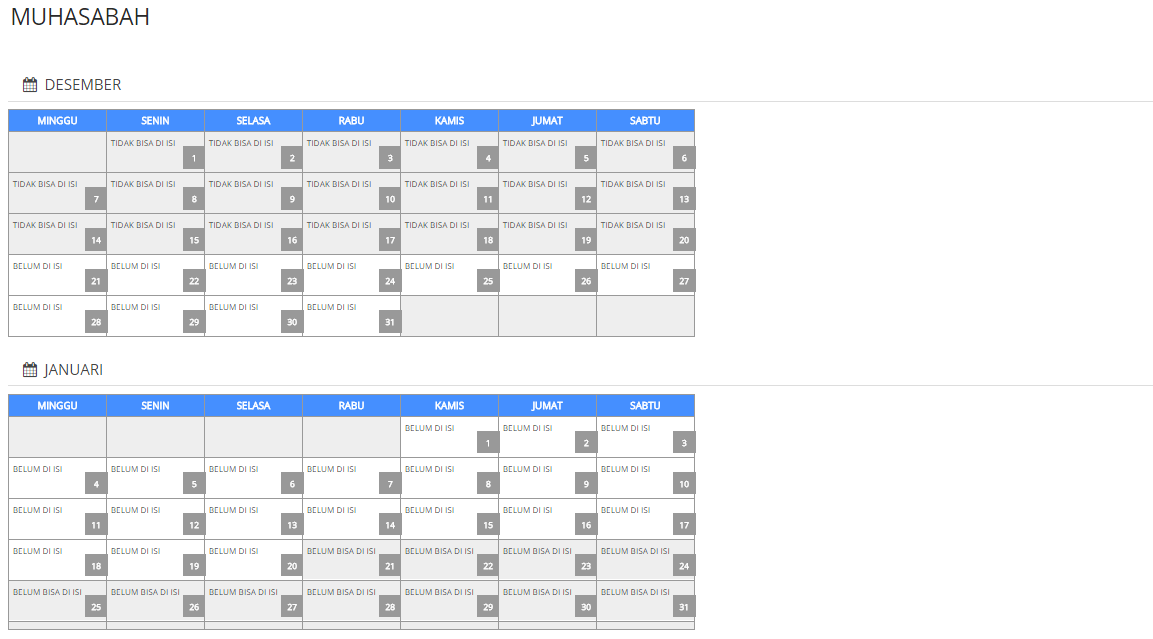 MUHASABAH
DESEMBER
MINGGU SENIN SELASA RABU KAMIS JUMAT SABTU
TIDAK BISA DI ISI TIDAK BISA DI ISI TIDAK BISA DI ISI TIDAK BISA DI ISI TIDAK BISA DI ISI TIDAK BISA DI ISI
1 2 3 4 5 6
TIDAK BISA DI ISI TIDAK BISA DI ISI TIDAK BISA DI ISI TIDAK BISA DI ISI TIDAK BISA DI ISI TIDAK BISA DI ISI TIDAK BISA DI ISI
7 8 9 10 11 12 13
TIDAK BISA DI ISI TIDAK BISA DI ISI TIDAK BISA DI ISI TIDAK BISA DI ISI TIDAK BISA DI ISI TIDAK BISA DI ISI TIDAK BISA DI ISI
14 15 16 17 18 19 20
BELUM DI ISI BELUM DI ISI BELUM DI ISI BELUM DI ISI BELUM DI ISI BELUM DI ISI BELUM DI ISI
21 22 23 24 25 26 27
BELUM DI ISI BELUM DI ISI BELUM DI ISI BELUM DI ISI
28 29 30 31
JANUARI
MINGGU SENIN SELASA RABU KAMIS JUMAT SABTU
BELUM DI ISI BELUM DI ISI BELUM DI ISI
1 2 3
BELUM DI ISI BELUM DI ISI BELUM DI ISI BELUM DI ISI BELUM DI ISI BELUM DI ISI BELUM DI ISI
4 5 6 7 8 9 10
BELUM DI ISI BELUM DI ISI BELUM DI ISI BELUM DI ISI BELUM DI ISI BELUM DI ISI BELUM DI ISI
11 12 13 14 15 16 17
BELUM DI ISI BELUM DI ISI BELUM DI ISI BELUM BISA DI ISI BELUM BISA DI ISI BELUM BISA DI ISI BELUM BISA DI ISI
18 19 20 21 22 23 24
BELUM BISA DI ISI BELUM BISA DI ISI BELUM BISA DI ISI BELUM BISA DI ISI BELUM BISA DI ISI BELUM BISA DI ISI BELUM BISA DI ISI
25 26 27 28 29 30 31